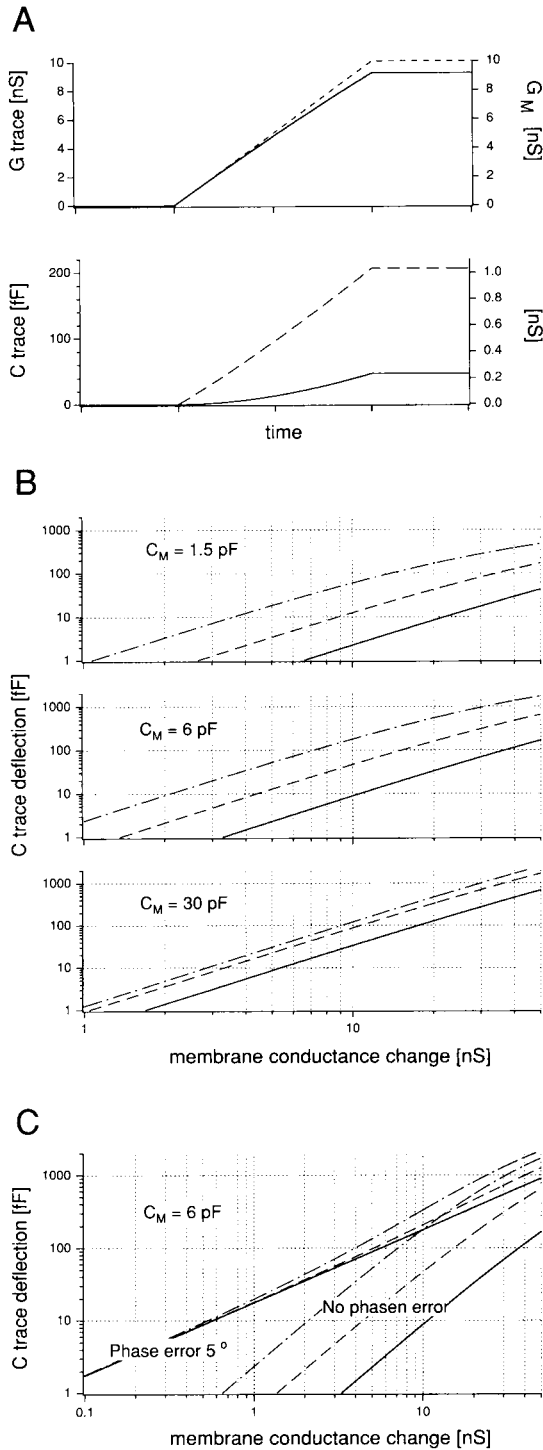 A
G trace [nS]
10
8
6
4
2
0
10
8
6
4
2
0
G M [nS]
C trace [fF]
200
100
0
1.0
0.8
0.6
0.4
0.2
0.0
[nS]
time
B
C trace deflection [fF]
1000
100
10
1
C M = 1.5 pF
1000
100
10
1
C M = 6 pF
1000
100
10
1
C M = 30 pF
1
10
membrane conductance change [nS]
C
C trace deflection [fF]
1000
100
10
1
C M = 6 pF
No phasen error
Phase error 5 °
0.1
1
10
membrane conductance change [nS]